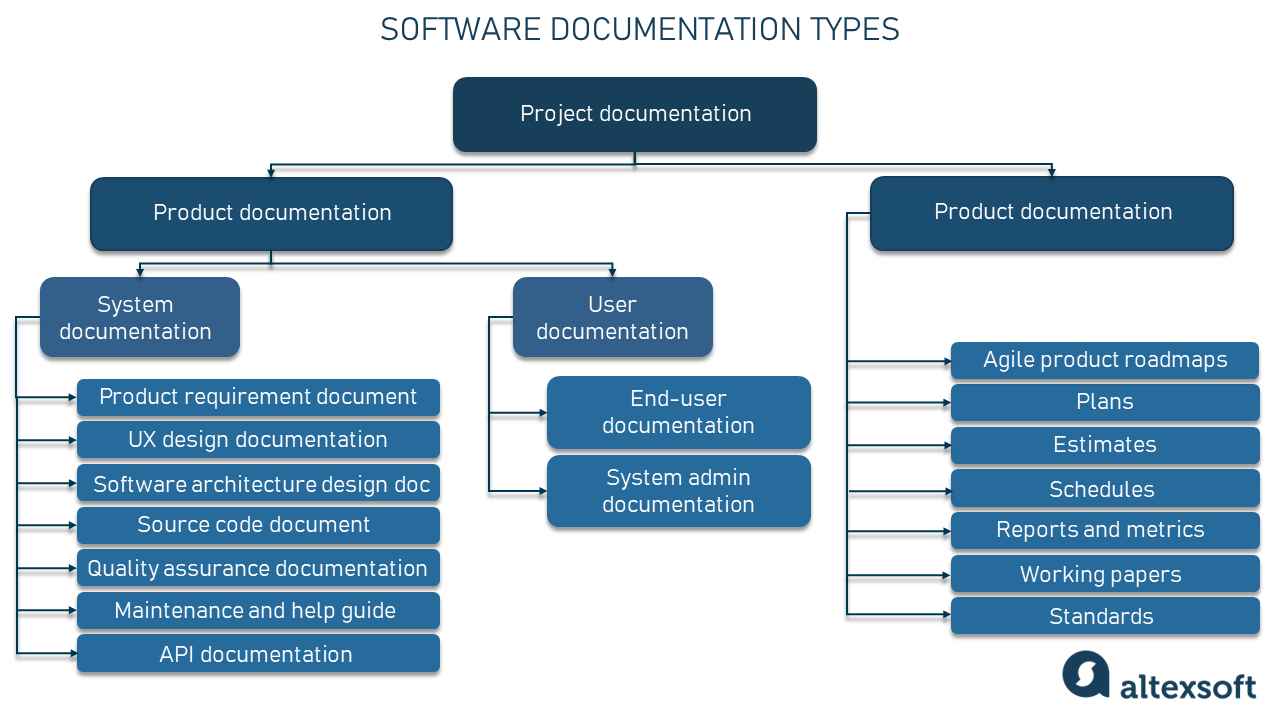 SOFTWARE DOCUMENTATION TYPES
Project documentation
Product documentation
Product documentation
System
documentation
User
documentation
Product requirement document
UX design documentation
Software architecture design doc
Source code document
Quality assurance documentation
Maintenance and help guide
API documentation
End-user
documentation
System admin
documentation
Agile product roadmaps
Plans
Estimates
Schedules
Reports and metrics
Working papers
Standards
altexsoft